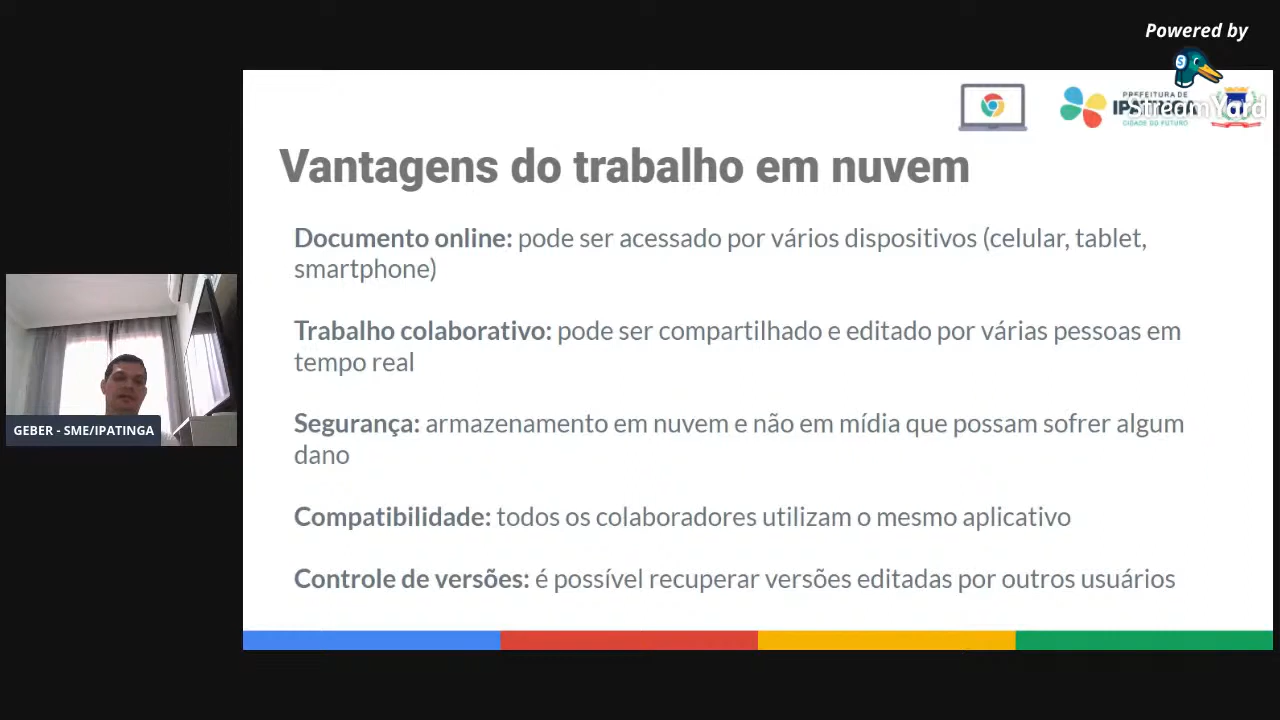 Powered by
StreamYard
PREFEITURA DE
IPATINGA
CIDADE DO FUTURO
Vantagens do trabalho em nuvem
Documento online: pode ser acessado por vários dispositivos (celular, tablet,
smartphone)
Trabalho colaborativo: pode ser compartilhado e editado por várias pessoas em
tempo real
Segurança: armazenamento em nuvem e não em mídia que possam sofrer algum
dano
Compatibilidade: todos os colaboradores utilizam o mesmo aplicativo
Controle de versões: é possível recuperar versões editadas por outros usuários
GEBER - SME/IPATINGA